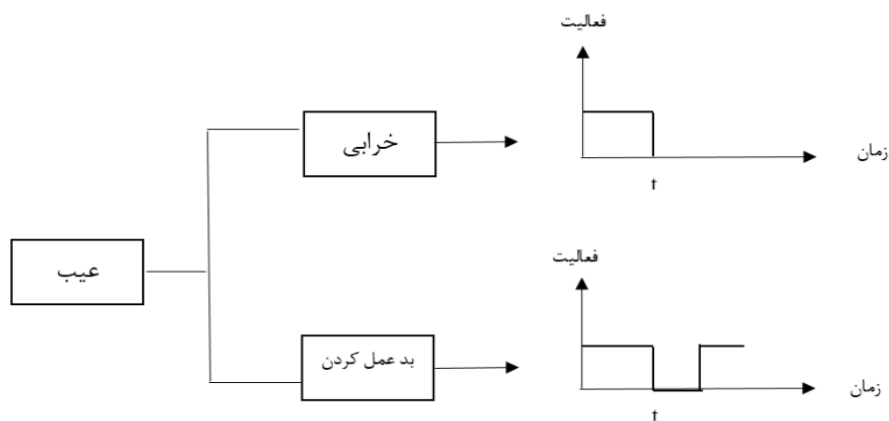 فعالیت
خرابی
زمان
t
عیب
فعالیت
بد عمل کردن
زمان
t